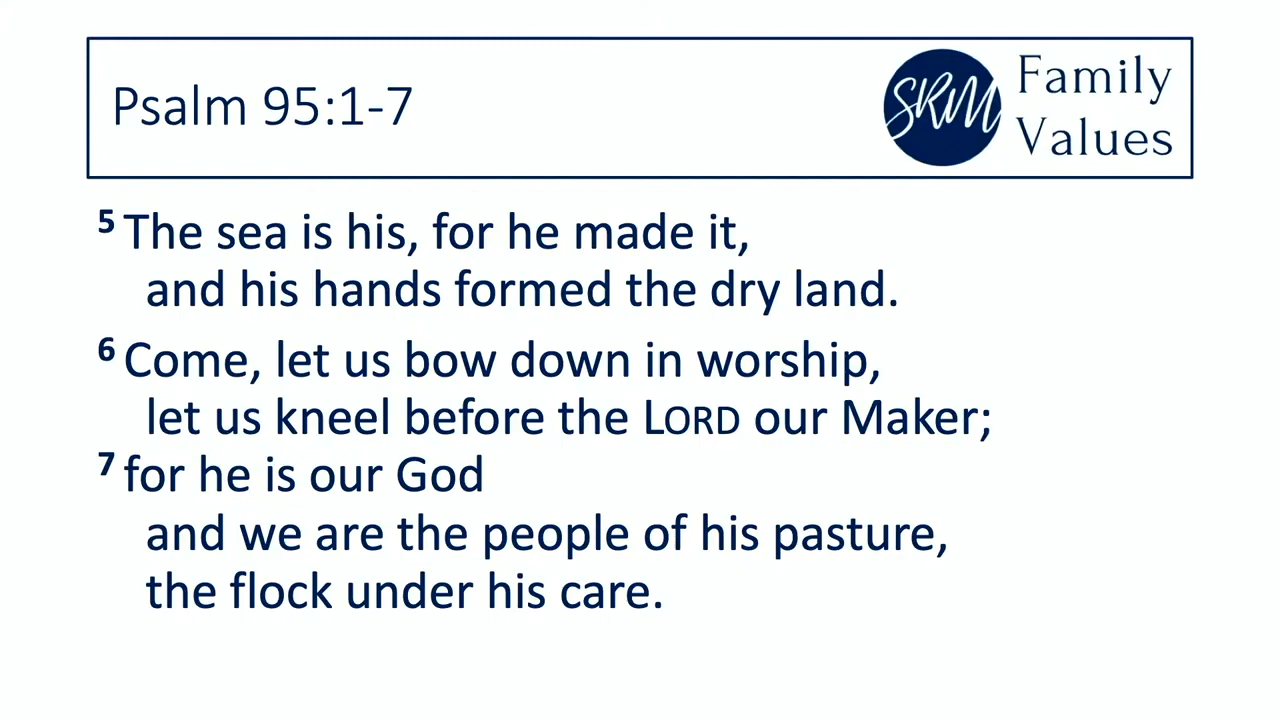 Psalm 95:1-7
SRM
Family
Values
5 The sea is his, for he made it,
and his hands formed the dry land.
6 Come, let us bow down in worship,
let us kneel before the LORD our Maker;
7 for he is our God
and we are the people of his pasture,
the flock under his care.